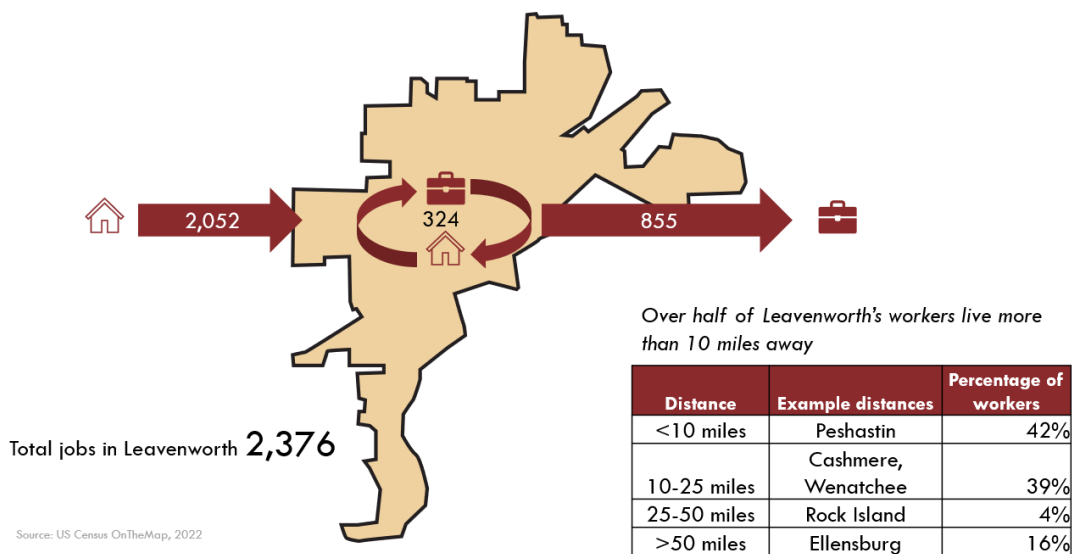 2,052
324
855
Over half of Leavenworth's workers live more
than 10 miles away
Distance Example distances Percentage of
workers
<10 miles Peshastin 42%
Cashmere,
10-25 miles Wenatchee 39%
25-50 miles Rock Island 4%
>50 miles Ellensburg 16%
Total jobs in Leavenworth 2,376
Source: US Census OnTheMap, 2022